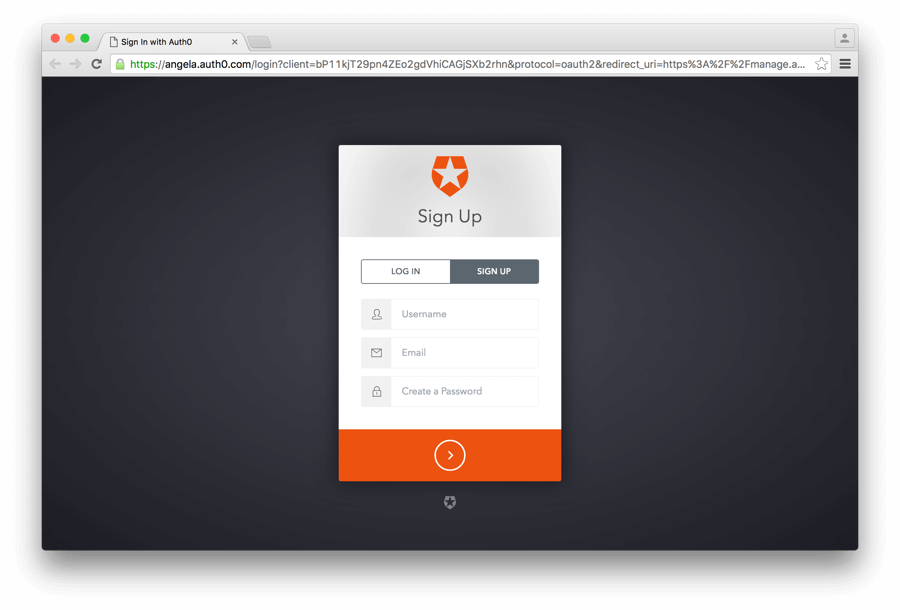 Sign In with Auth0
https://angela.auth0.com/login?client=bP11kjT29pn4ZEo2gdVhiCAGjSXb2rhn&protocol=oauth2&redirect_uri=https%3A%2F%2Fmanage.a...
Sign Up
LOG IN SIGN UP
Username
Email
Create a Password